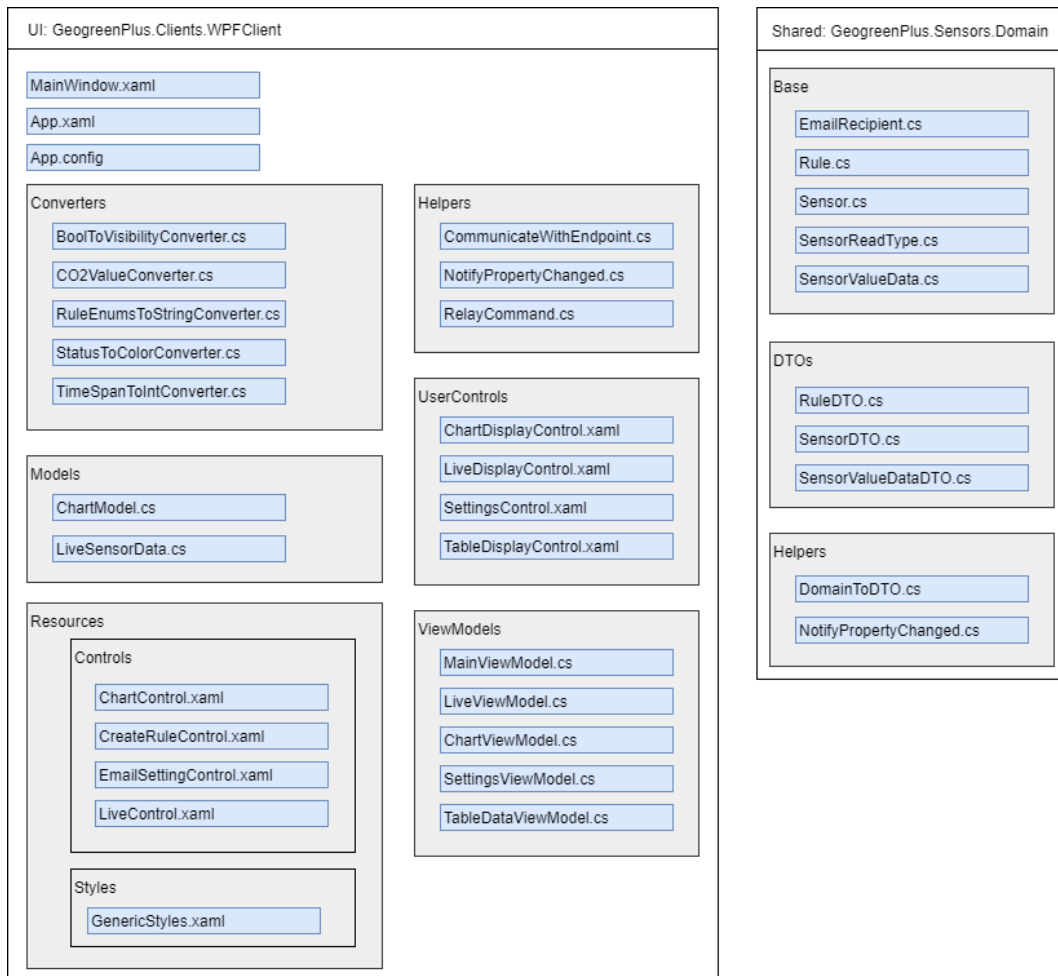 UI: GeogreenPlus.Clients.WPFClient
MainWindow.xaml
App.xaml
App.config
Converters
BoolToVisibilityConverter.cs
CO2ValueConverter.cs
RuleEnumsToStringConverter.cs
StatusToColorConverter.cs
TimeSpanToIntConverter.cs
Models
ChartModel.cs
LiveSensorData.cs
Resources
Controls
ChartControl.xaml
CreateRuleControl.xaml
EmailSettingControl.xaml
LiveControl.xaml
Styles
GenericStyles.xaml
Helpers
CommunicateWithEndpoint.cs
NotifyPropertyChanged.cs
RelayCommand.cs
UserControls
ChartDisplayControl.xaml
LiveDisplayControl.xaml
SettingsControl.xaml
TableDisplayControl.xaml
ViewModels
MainViewModel.cs
LiveViewModel.cs
ChartViewModel.cs
SettingsViewModel.cs
TableDataViewModel.cs
Shared: GeogreenPlus.Sensors.Domain
Base
EmailRecipient.cs
Rule.cs
Sensor.cs
SensorReadType.cs
SensorValueData.cs
DTOs
RuleDTO.cs
SensorDTO.cs
SensorValueDataDTO.cs
Helpers
DomainToDTO.cs
NotifyPropertyChanged.cs